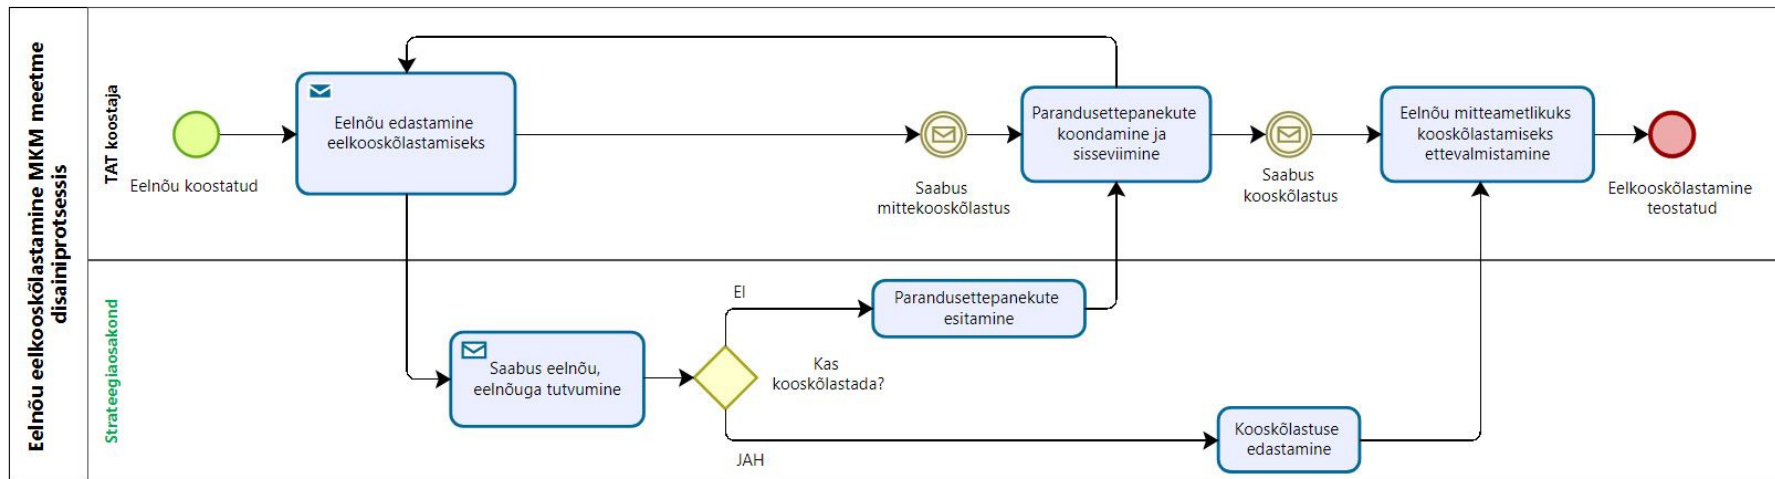 Eelnõu eelkooskõlastamine MKM meetme
disainiprotsessis
TAT koostaja
Eelnõu koostatud
Eelnõu edastamine
eelkooskõlastamiseks
Saabus
mittekooskõlastus
Parandusettepanekute
koondamine ja
sisseviimine
Saabus
kooskõlastus
Eelnõu mitteametlikuks
kooskõlastamiseks
ettevalmistamine
Eelkooskõlastamine
teostatud
Strateegiaosakond
Saabus eelnõu,
eelnõuga tutvumine
EI
Kas
kooskõlastada?
JAH
Parandusettepanekute
esitamine
Kooskõlastuse
edastamine